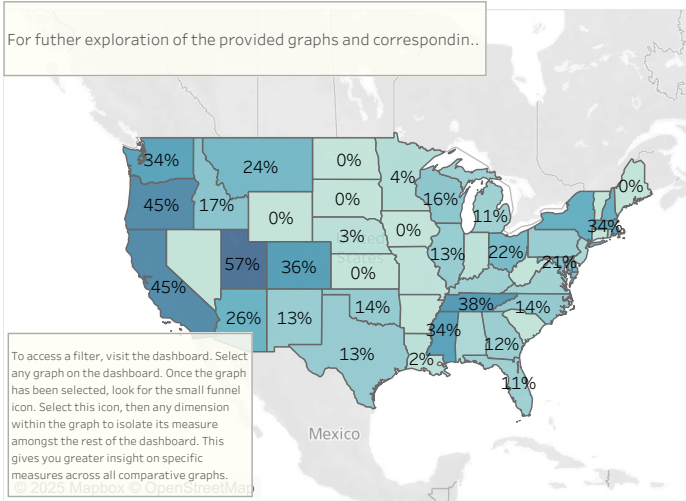 For futher exploration of the provided graphs and correspondin..
34%
24%
0%
4%
0%
45%
17%
0%
0%
16%
11%
34%
3%
0%
United
States
57%
36%
0%
13%
22%
21%
45%
26%
13%
14%
38%
14%
34%
12%
13%
2%
11%
To access a filter, visit the dashboard. Select
any graph on the dashboard. Once the graph
has been selected, look for the small funnel
icon. Select this icon, then any dimension
within the graph to isolate its measure
amongst the rest of the dashboard. This
gives you greater insight on specific
measures across all comparative graphs.
Mexico
© 2025 Mapbox © OpenStreetMap